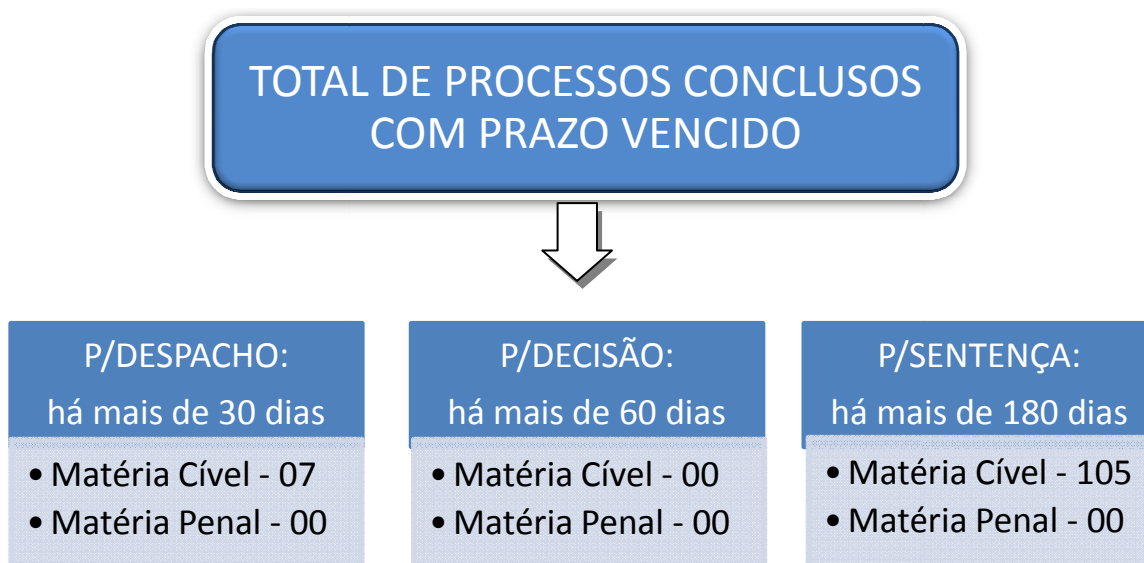 TOTAL DE PROCESSOS CONCLUSOS
COM PRAZO VENCIDO
P/DESPACHO:
há mais de 30 dias
• Matéria Cível - 07
• Matéria Penal - 00
P/DECISÃO:
há mais de 60 dias
• Matéria Cível - 00
• Matéria Penal - 00
P/SENTENÇA:
há mais de 180 dias
• Matéria Cível - 105
• Matéria Penal - 00